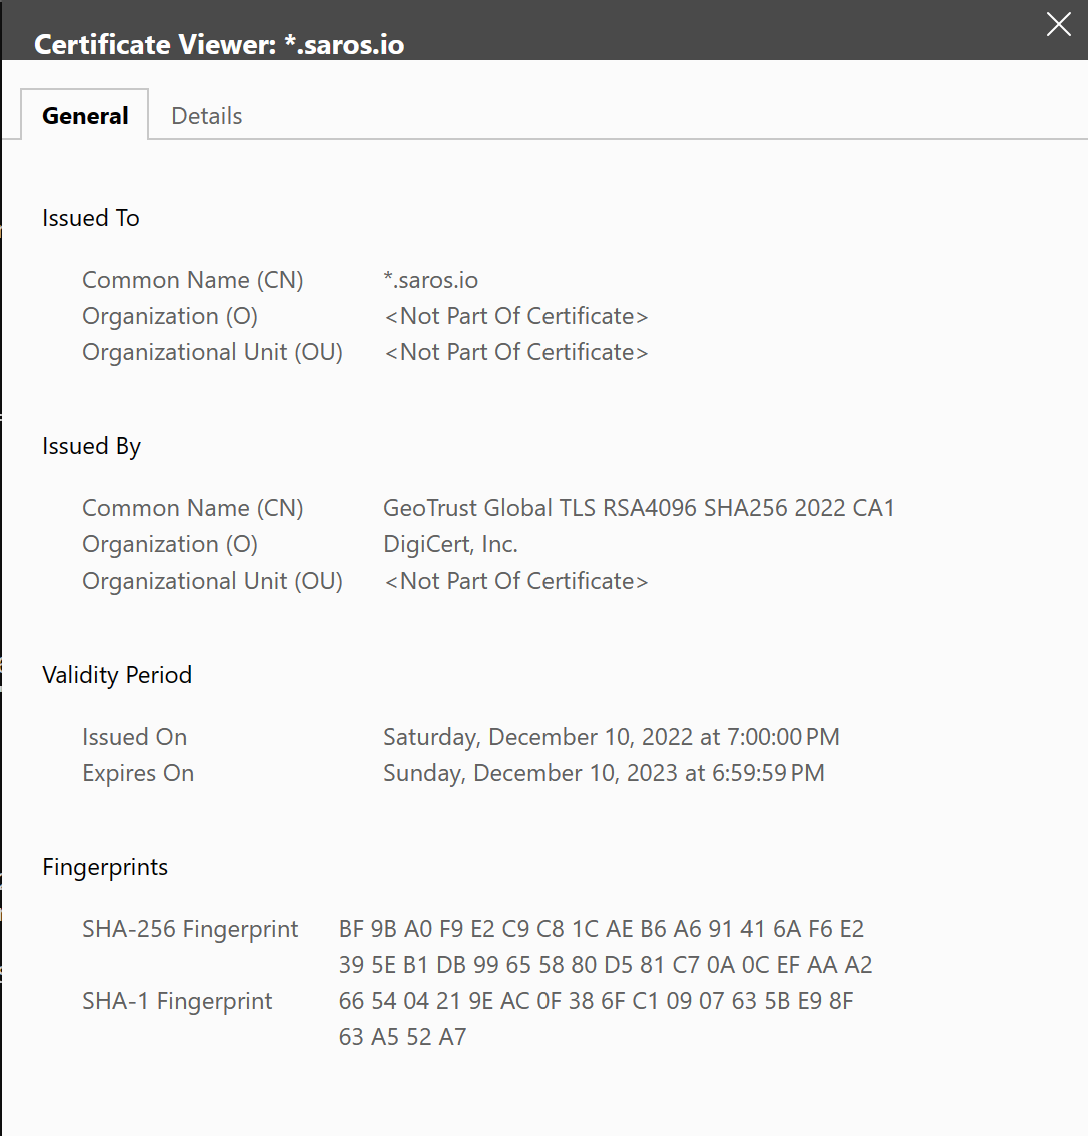 Certificate Viewer: *.saros.io
General Details
Issued To
Common Name (CN) *.saros.io
Organization (O) <Not Part Of Certificate>
Organizational Unit (OU) <Not Part Of Certificate>
Issued By
Common Name (CN) GeoTrust Global TLS RSA4096 SHA256 2022 CA1
Organization (O) DigiCert, Inc.
Organizational Unit (OU) <Not Part Of Certificate>
Validity Period
Issued On Saturday, December 10, 2022 at 7:00:00 PM
Expires On Sunday, December 10, 2023 at 6:59:59 PM
Fingerprints
SHA-256 Fingerprint BF 9B A0 F9 E2 C9 C8 1C AE B6 A6 91 41 6A F6 E2
39 5E B1 DB 99 65 58 80 D5 81 C7 0A 0C EF AA A2
SHA-1 Fingerprint 66 54 04 21 9E AC 0F 38 6F C1 09 07 63 5B E9 8F
63 A5 52 A7